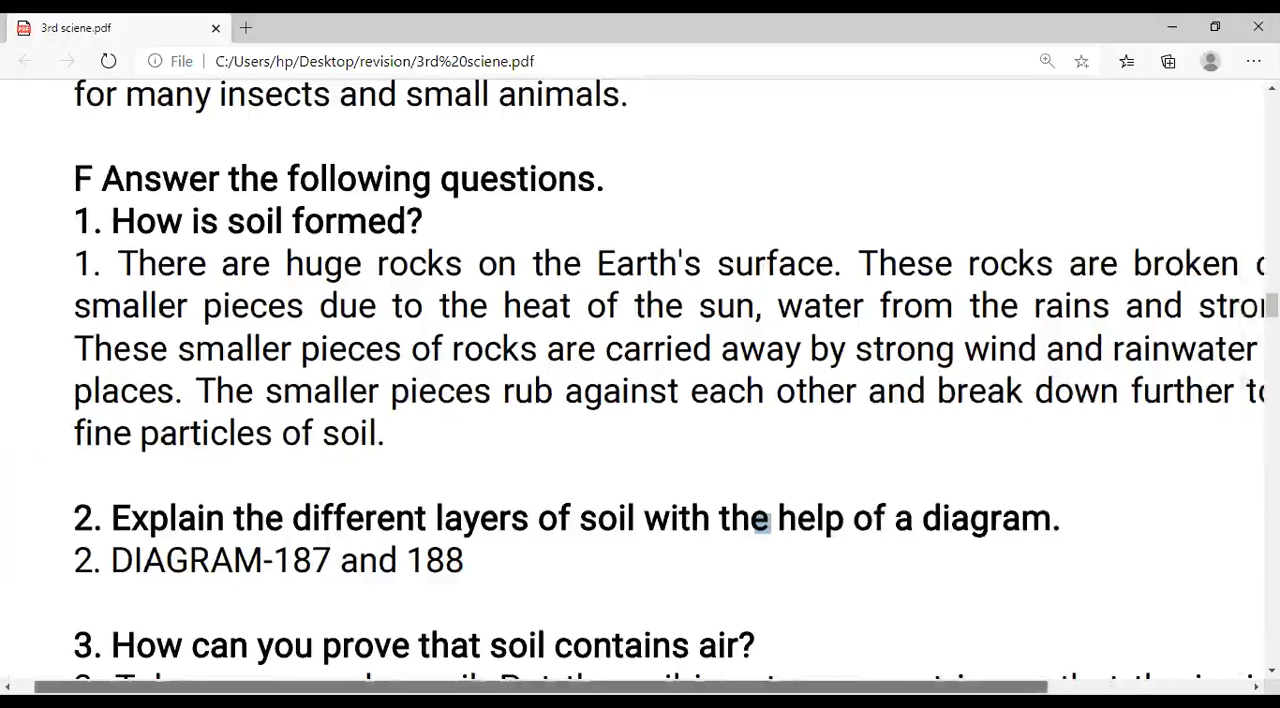 3rd sciene.pdf
File
C:/Users/hp/Desktop/revision/3rd%20sciene.pdf
for many insects and small animals.
F Answer the following questions.
1. How is soil formed?
1. There are huge rocks on the Earth's surface. These rocks are broken
smaller pieces due to the heat of the sun, water from the rains and
These smaller pieces of rocks are carried away by strong wind and rainwater
places. The smaller pieces rub against each other and break down further
fine particles of soil.
2. Explain the different layers of soil with the help of a diagram.
2. DIAGRAM-187 and 188
3. How can you prove that soil contains air?